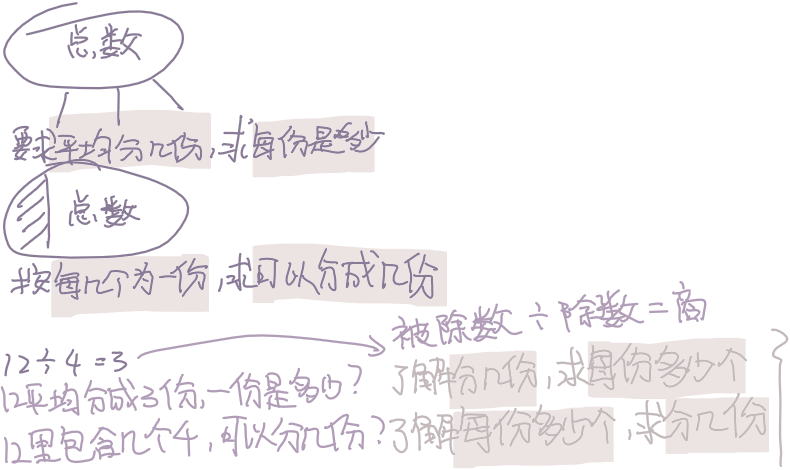 总数
要求平均分几份,求每份是多少
总数
按每几个为一份,求可以分成几份
12÷4=3
被除数÷除数=商
12平均分成3份,一份是多少?
了解分几份,求每份多少个
12里包含几个4,可以分几份?
了解每份多少个,求分几份